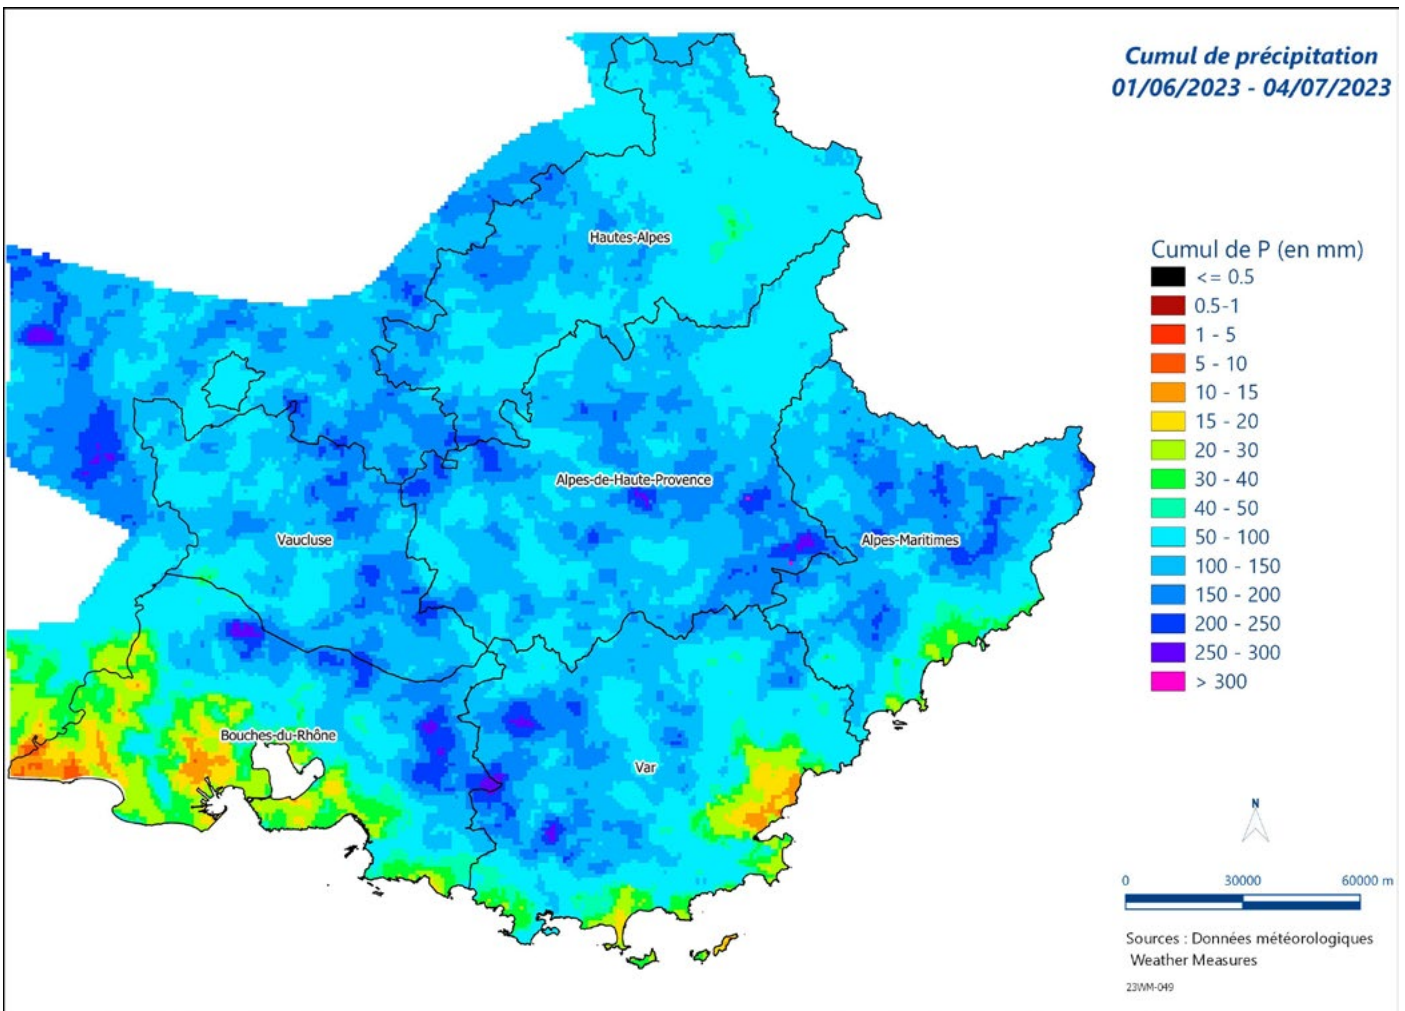 Cumul de précipitation
01/06/2023 - 04/07/2023
Hautes-Alpes
Alpes-de-Haute-Provence
Vaucluse
Alpes-Maritimes
Bouches-du-Rhône
Var
Cumul de P (en mm)
<= 0.5
0.5-1
1 - 5
5 - 10
10 - 15
15 - 20
20 - 30
30 - 40
40 - 50
50 - 100
100 - 150
150 - 200
200 - 250
250 - 300
> 300
N
0 30000 60000 m
Sources : Données météorologiques
Weather Measures
23WM-049